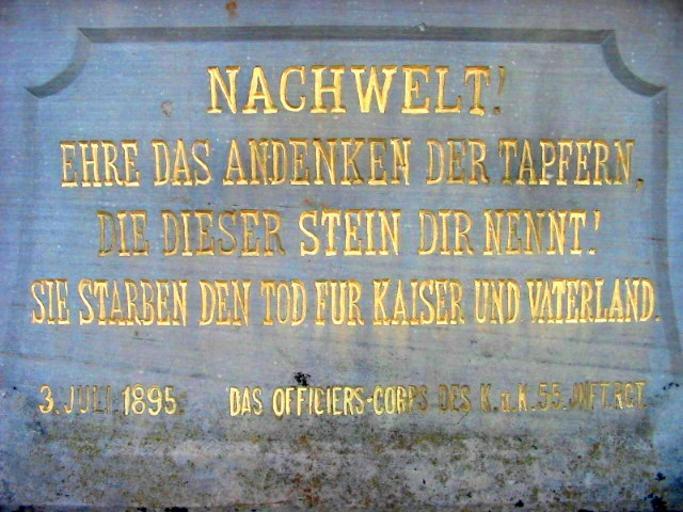 NACHWELT!
EHRE DAS ANDENKEN DER TAPFERN,
DIE DIESER STEIN DIR NENNT!
SIE STARBEN DEN TOD FUR KAISER UND VATERLAND.
3. JULI 1895. DAS OFFICIERS-CORPS DES K. u. K. 55. JNFT. RGT.